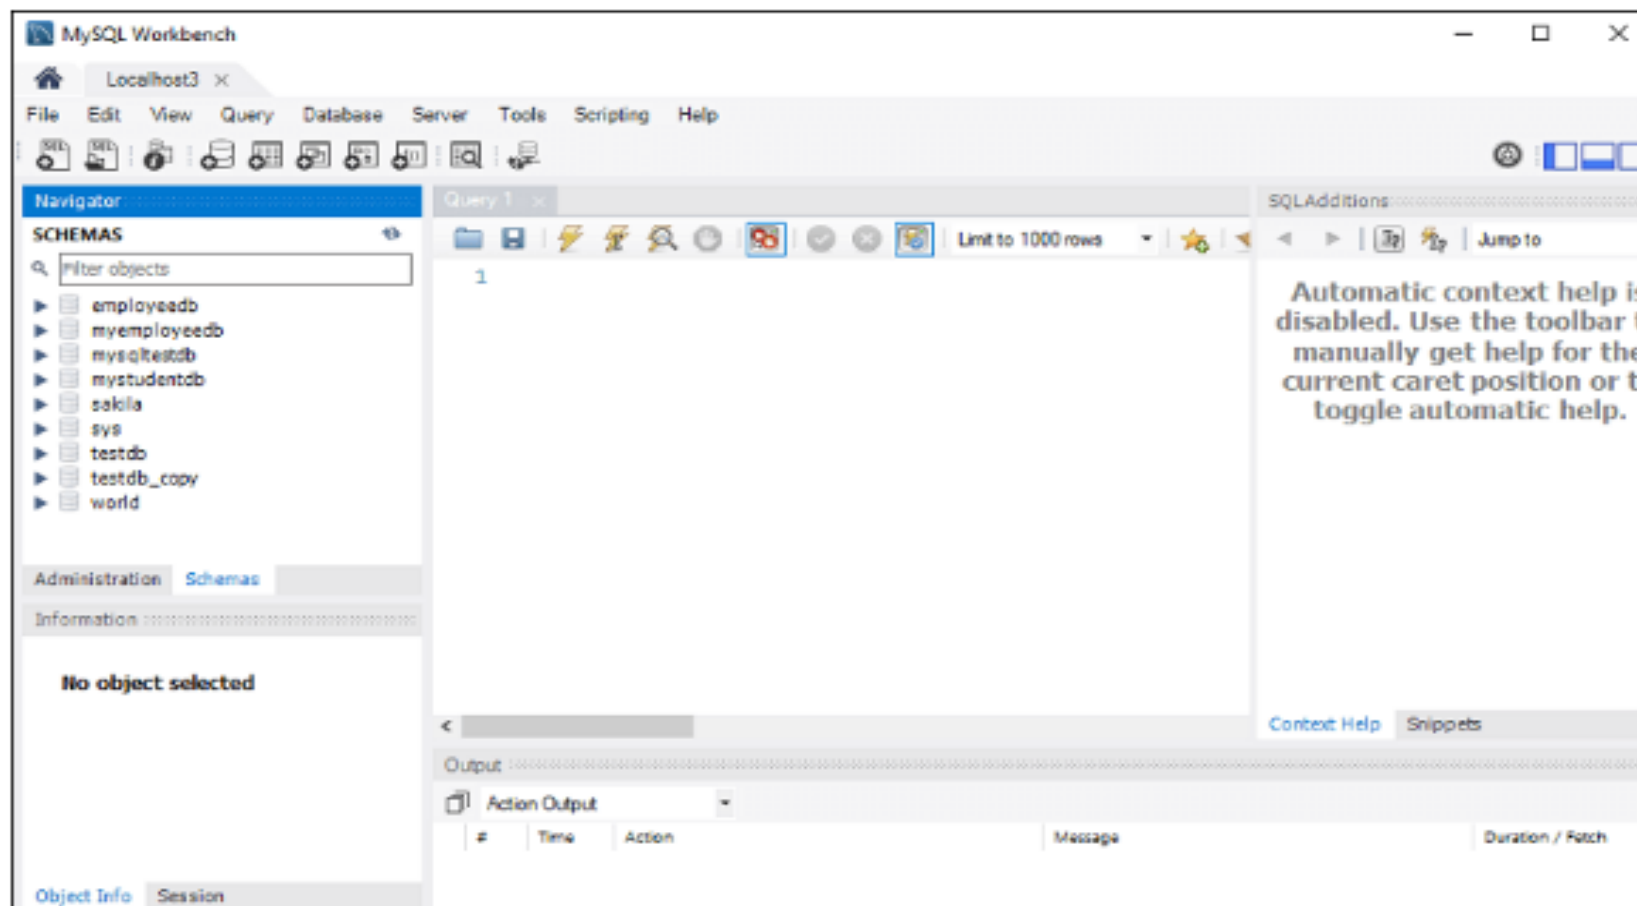 MySQL Workbench
Localhost3
File Edit View Query Database Server Tools Scripting Help
Navigator
SCHEMAS
Filter objects
employeedb
myemployeedb
mysqltestdb
mystudentdb
sakila
sys
testdb
testdb_copy
world
Administration Schemas
Information
No object selected
Object Info Session
Query 1
Limit to 1000 rows
1
SQLAdditions
Jump to
Automatic context help is
disabled. Use the toolbar t
manually get help for the
current caret position or t
toggle automatic help.
Context Help Snippets
Output
Action Output
# Time Action Message Duration / Fetch